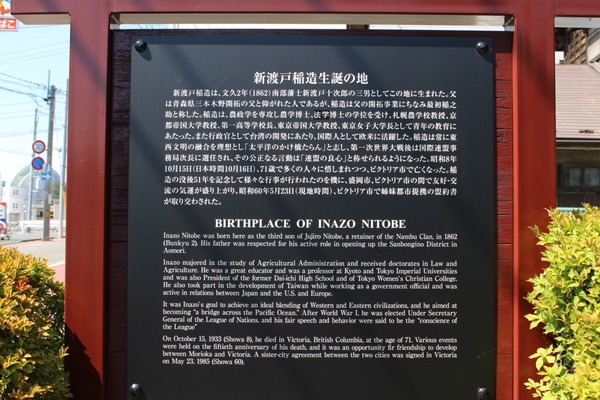 新渡戸稲造生誕の地
新渡戸稲造は、文久2年(1862)南部藩士新渡戸十次郎の三男としてこの地に生まれた。父
は青森県三本木野開拓の父と仰がれた人であるが、稲造は父の開拓事業にちなみ最初稲之
助と称した。稲造は、農政学を専攻し農学博士、法学博士の学位を受け、札幌農学校教授、京
都帝国大学教授、第一高等学校長、東京帝国大学教授、東京女子大学長として青年の教育に
あたった。また行政官として台湾の開発にあたり、国際人として欧米に活躍した。稲造は常に東
西文明の融合を理想とし「太平洋のかけ橋たらん」と志し、第一次世界大戦後は国際連盟事
務局次長に選任され、その公正なる言動は「連盟の良心」と称せられるようになった。昭和8年
10月15日(日本時間10月16日)、71歳で多くの人々に惜しまれつつ、ビクトリア市で亡くなった。稲
造の没後51年を記念して様々な行事が行われたのを機に、盛岡市、ビクトリア市の間で友好・交
流の気運が盛り上がり、昭和60年5月23日(現地時間)、ビクトリア市で姉妹都市提携の盟約書
が取り交わされた。
BIRTHPLACE OF INAZO NITOBE
Inazo Nitobe was born here as the third son of Jujiro Nitobe, a retainer of the Nambu Clan, in 1862
(Bunkyu 2). His father was respected for his active role in opening up the Sanbongino District in
Aomori.
Inazo majored in the study of Agricultural Administration and received doctorates in Law and
Agriculture. He was a great educator and was a professor at Kyoto and Tokyo Imperial Universities
and was also President of the former Dai-ichi High School and of Tokyo Women's Christian College.
He also took part in the development of Taiwan while working as a government official and was
active in relations between Japan and the U.S. and Europe.
It was Inazo's goal to achieve an ideal blending of Western and Eastern civilizations, and he aimed at
becoming "a bridge across the Pacific Ocean." After World War I, he was elected Under Secretary
General of the League of Nations, and his fair speech and behavior were said to be the "conscience of
the League"
On October 15, 1933 (Showa 8), he died in Victoria, British Columbia, at the age of 71. Various events
were held on the fiftieth anniversary of his death, and it was an opportunity fir friendship to develop
between Morioka and Victoria. A sister-city agreement between the two cities was signed in Victoria
on May 23, 1985 (Showa 60).